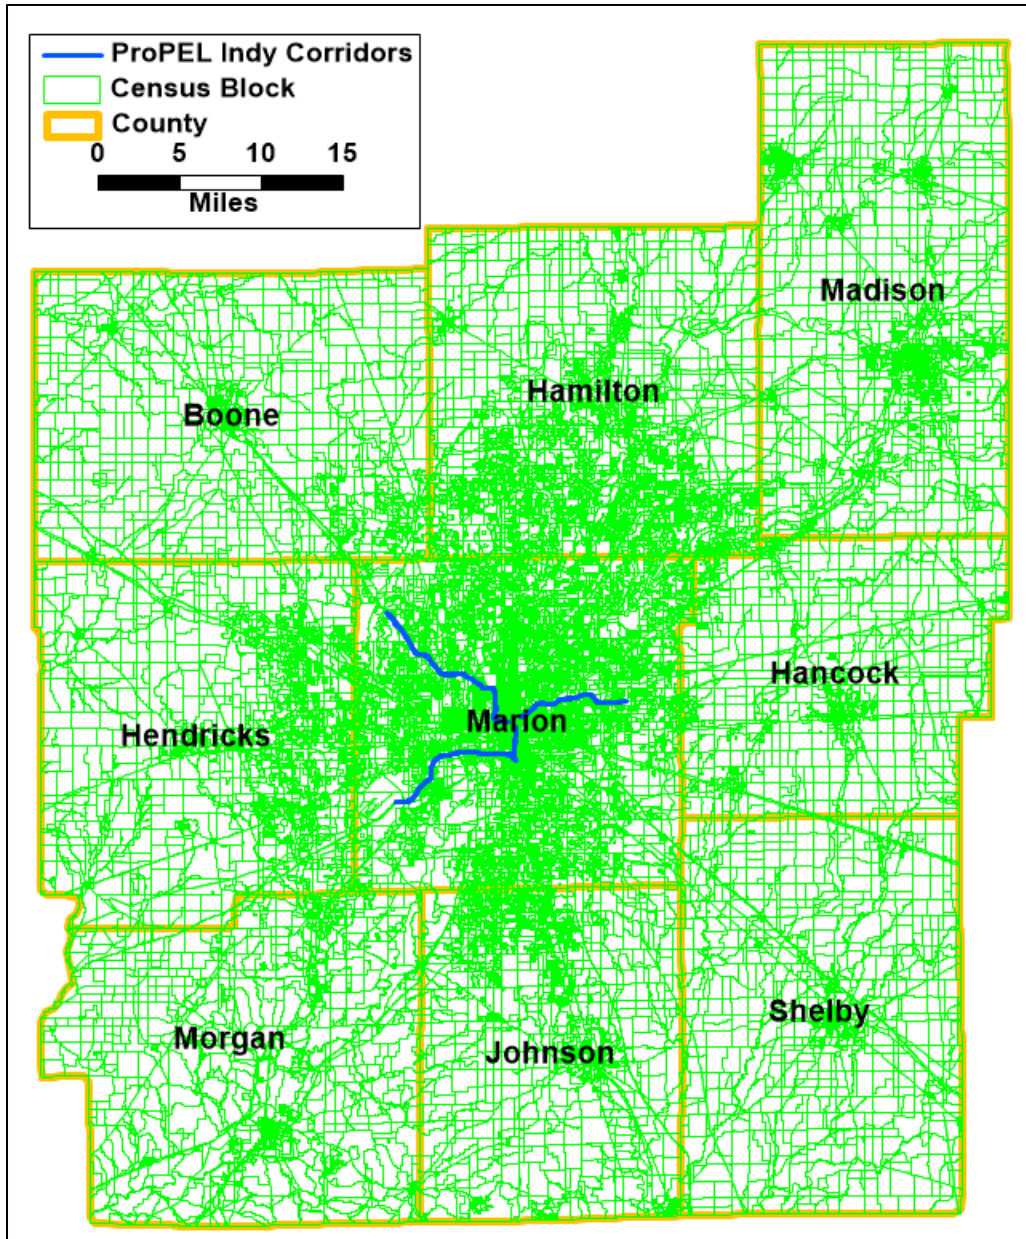 ProPEL Indy Corridors
Census Block
County
0 5 10 15
Miles
Madison
Hamilton
Boone
Hancock
Marion
Hendricks
Shelby
Morgan
Johnson